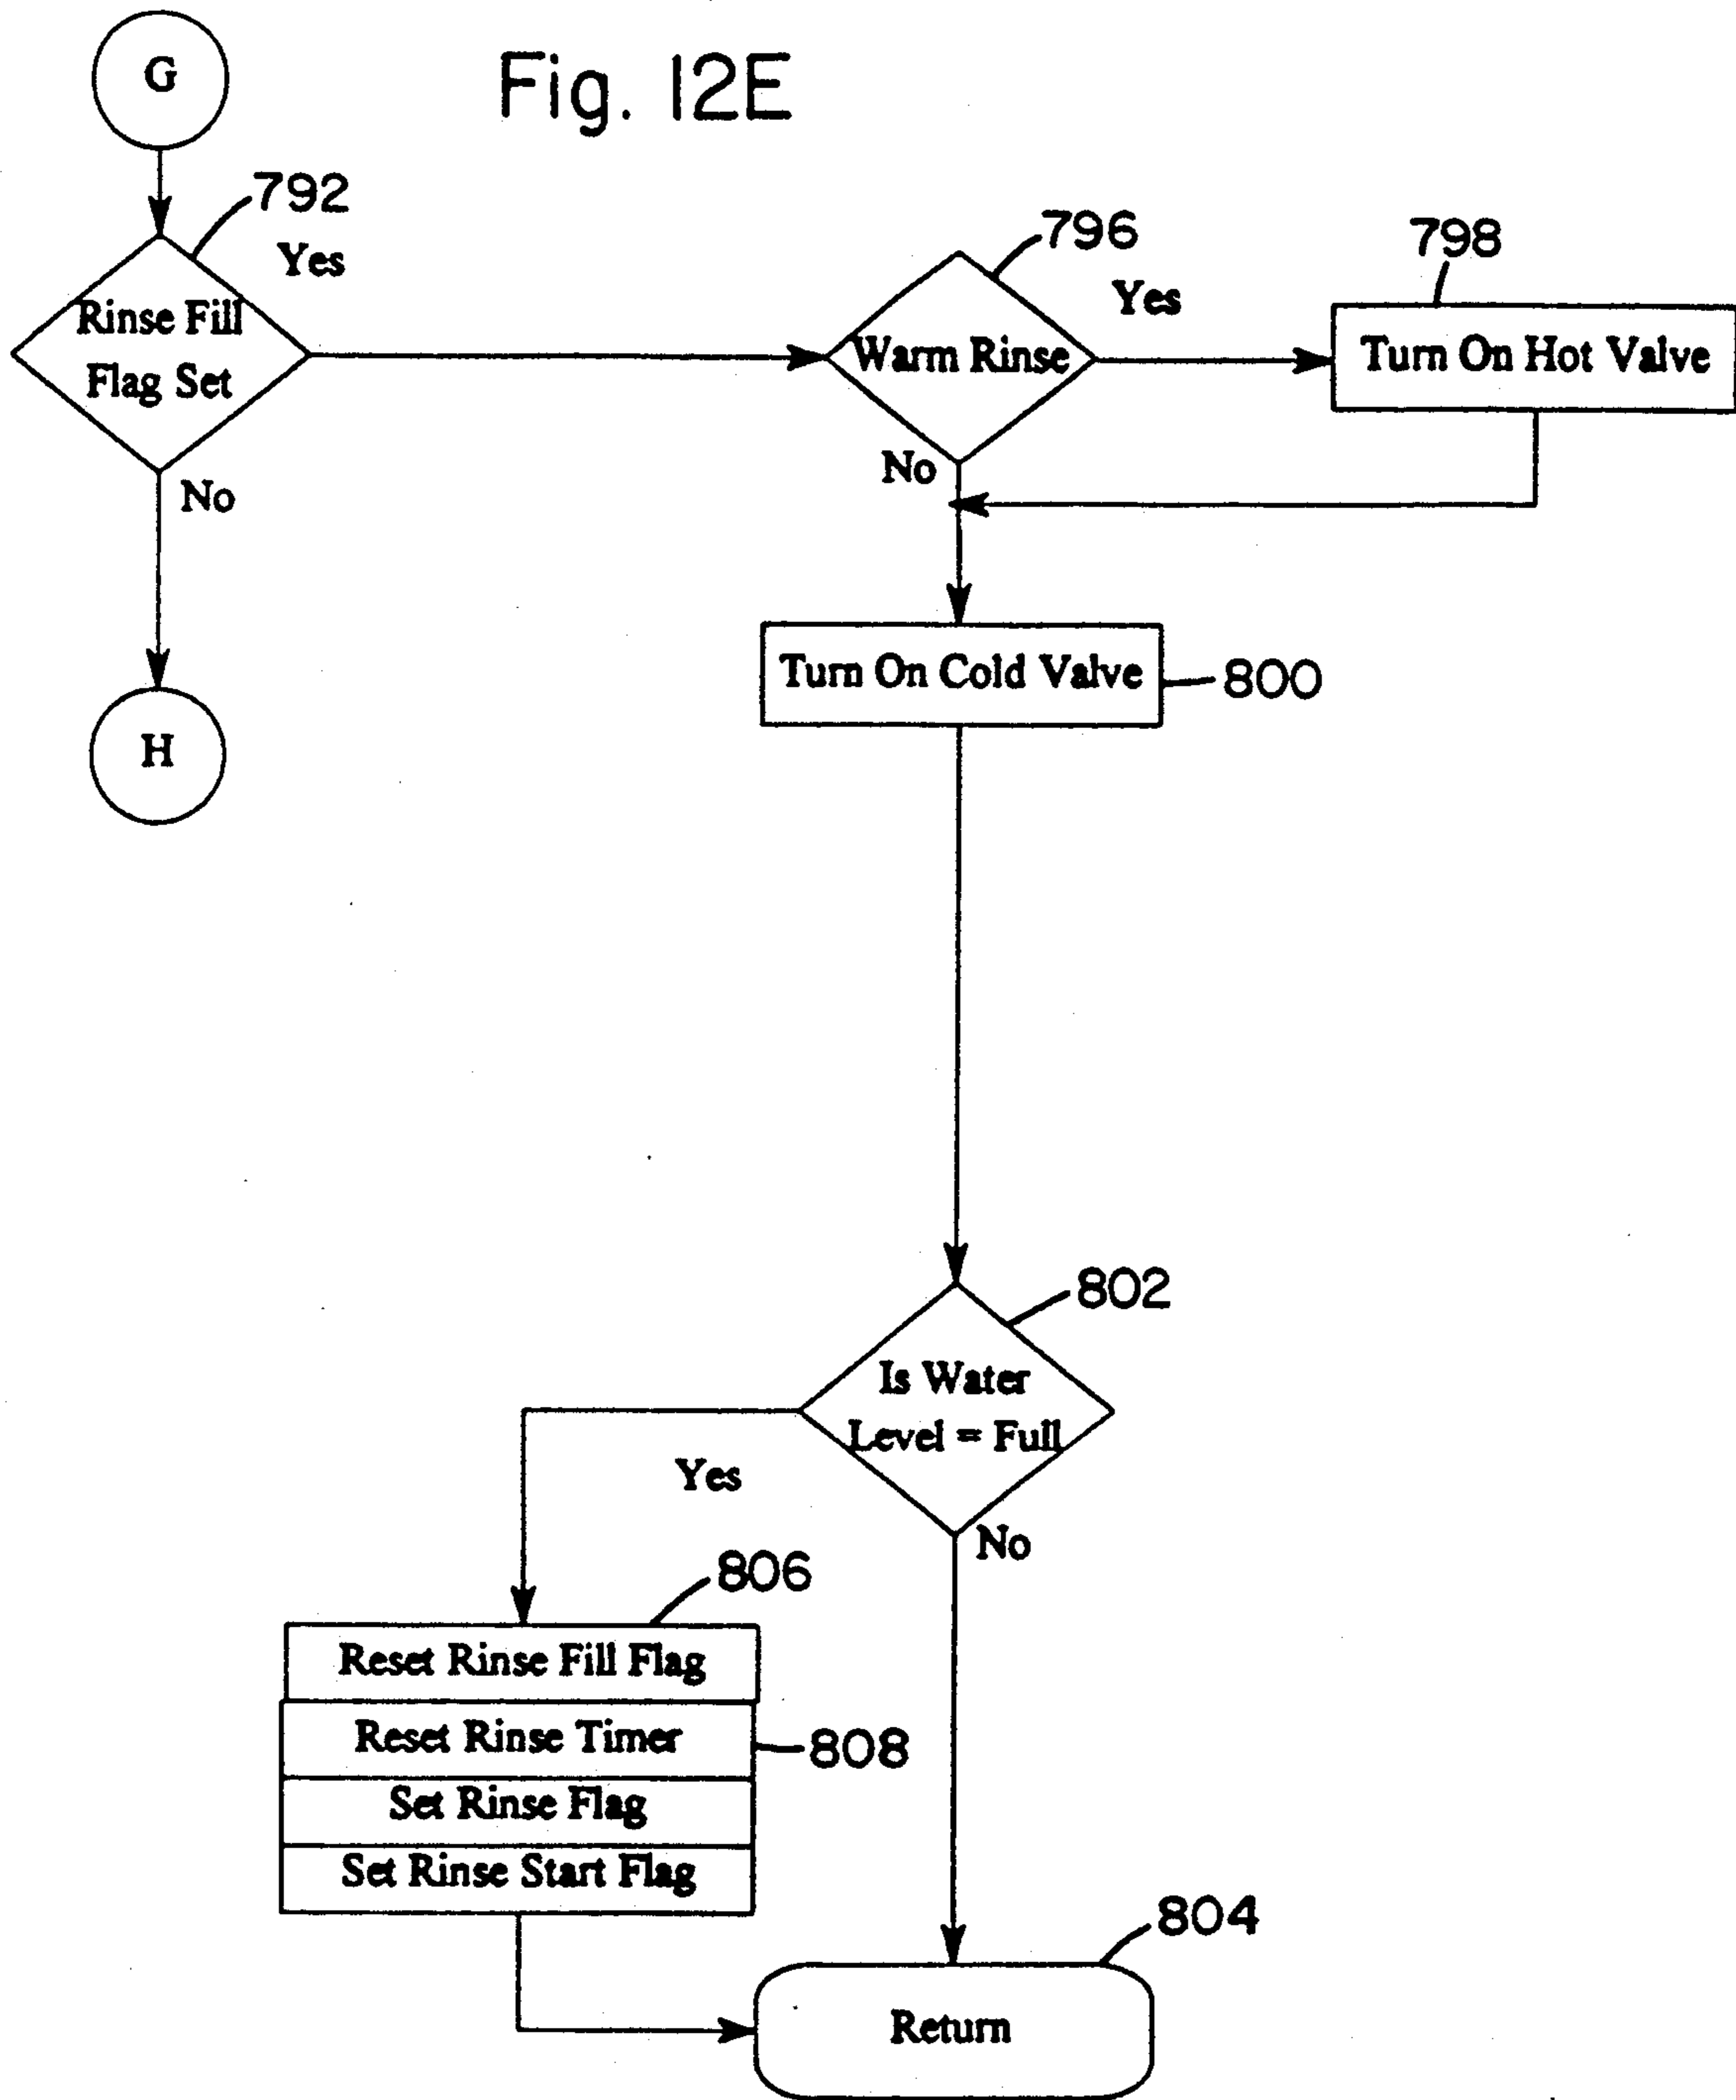 Fig. 12E
G
792
Yes
Rinse Fill
Flag Set
No
H
796
Yes
Warm Rinse
No
798
Turn On Hot Valve
Turn On Cold Valve
800
802
Is Water
Level = Full
Yes
No
806
Reset Rinse Fill Flag
Reset Rinse Timer
808
Set Rinse Flag
Set Rinse Start Flag
804
Return